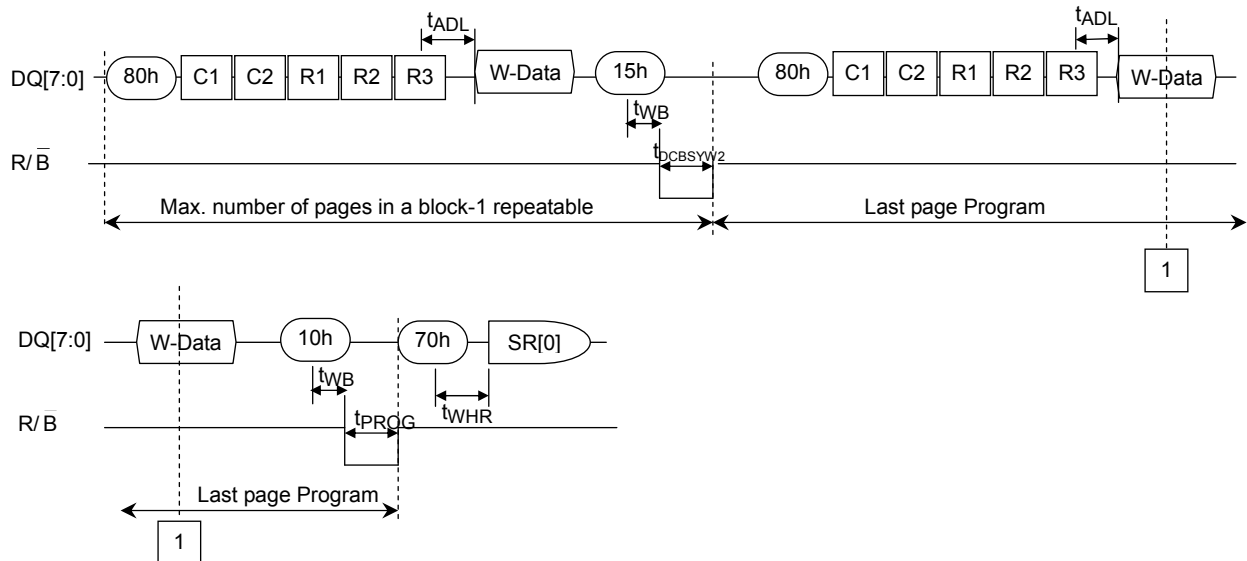 tADL tADL
DQ[7:0] 80h C1 C2 R1 R2 R3 W-Data 15h 80h C1 C2 R1 R2 R3 W-Data
tWB
R/B̅ tDCBSYW2
Max. number of pages in a block-1 repeatable Last page Program
1
DQ[7:0] W-Data 10h 70h SR[0]
tWB
R/B̅ tPROG tWHR
Last page Program
1